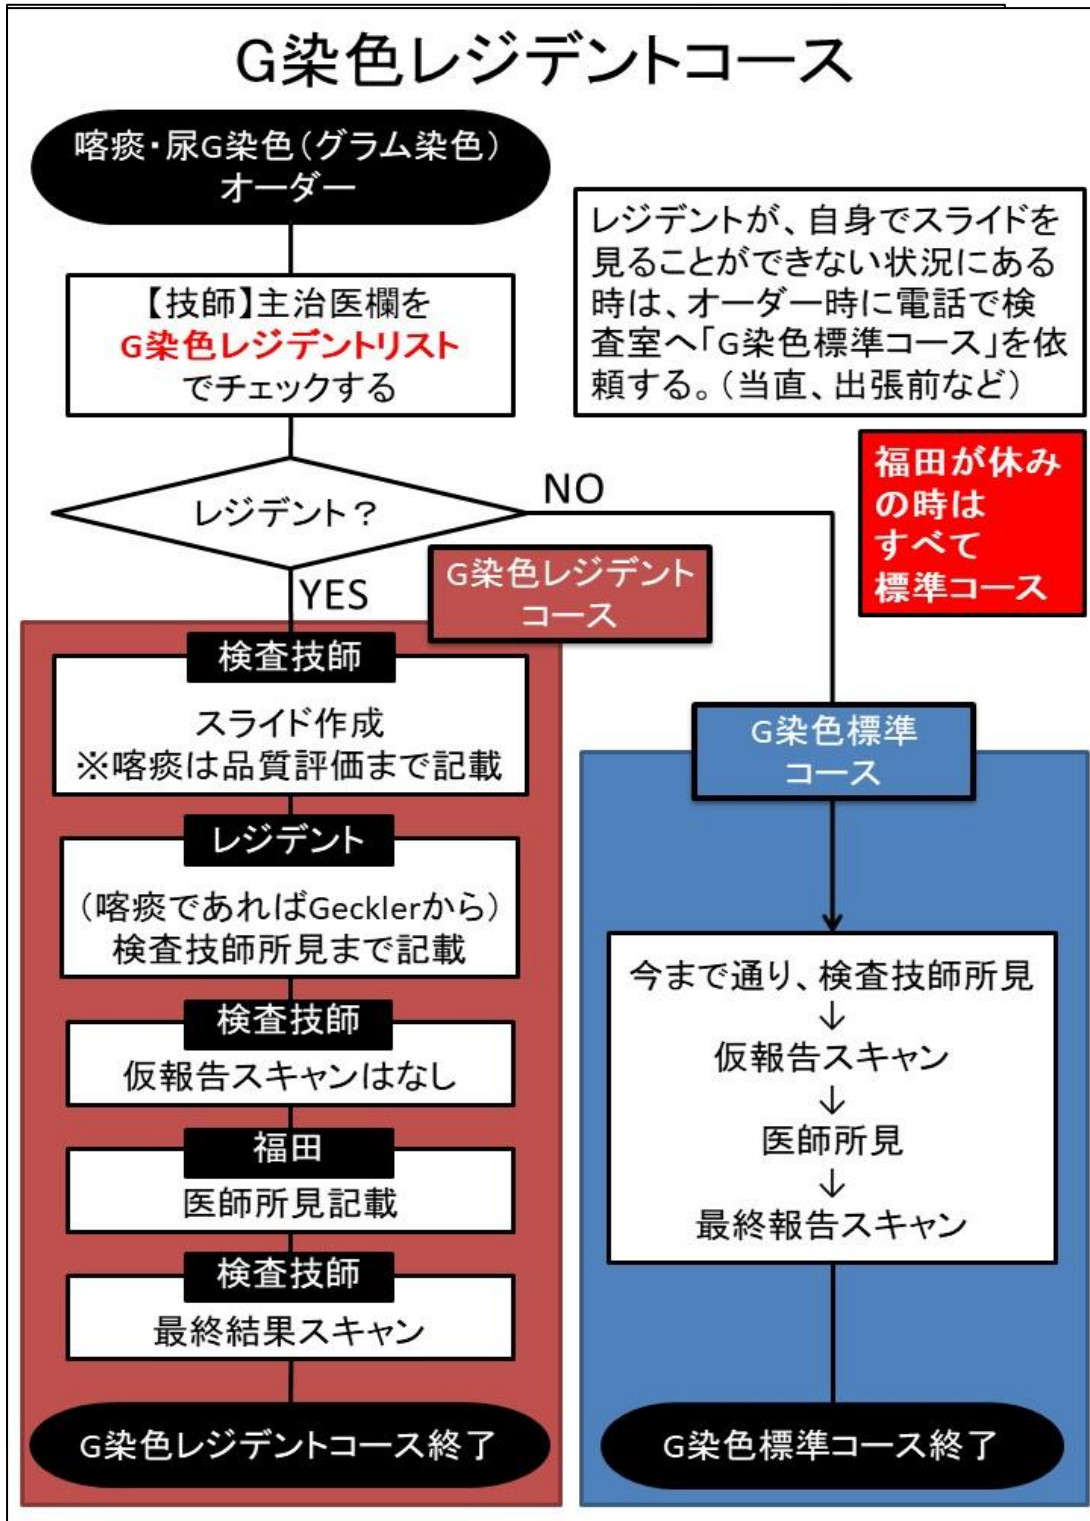 G染色レジデントコース
喀痰・尿G染色（グラム染色）
オーダー
レジデントが、自身でスライドを
見ることができない状況にある
時は、オーダー時に電話で検
査室へ「G染色標準コース」を依
頼する。（当直、出張前など）
【技師】主治医欄を
G染色レジデントリスト
でチェックする
福田が休み
の時は
すべて
標準コース
レジデント？
NO
YES
G染色レジデント
コース
検査技師
スライド作成
※喀痰は品質評価まで記載
レジデント
（喀痰であればGecklerから）
検査技師所見まで記載
検査技師
仮報告スキャンはなし
福田
医師所見記載
検査技師
最終結果スキャン
G染色レジデントコース終了
G染色標準
コース
今まで通り、検査技師所見
↓
仮報告スキャン
↓
医師所見
↓
最終報告スキャン
G染色標準コース終了